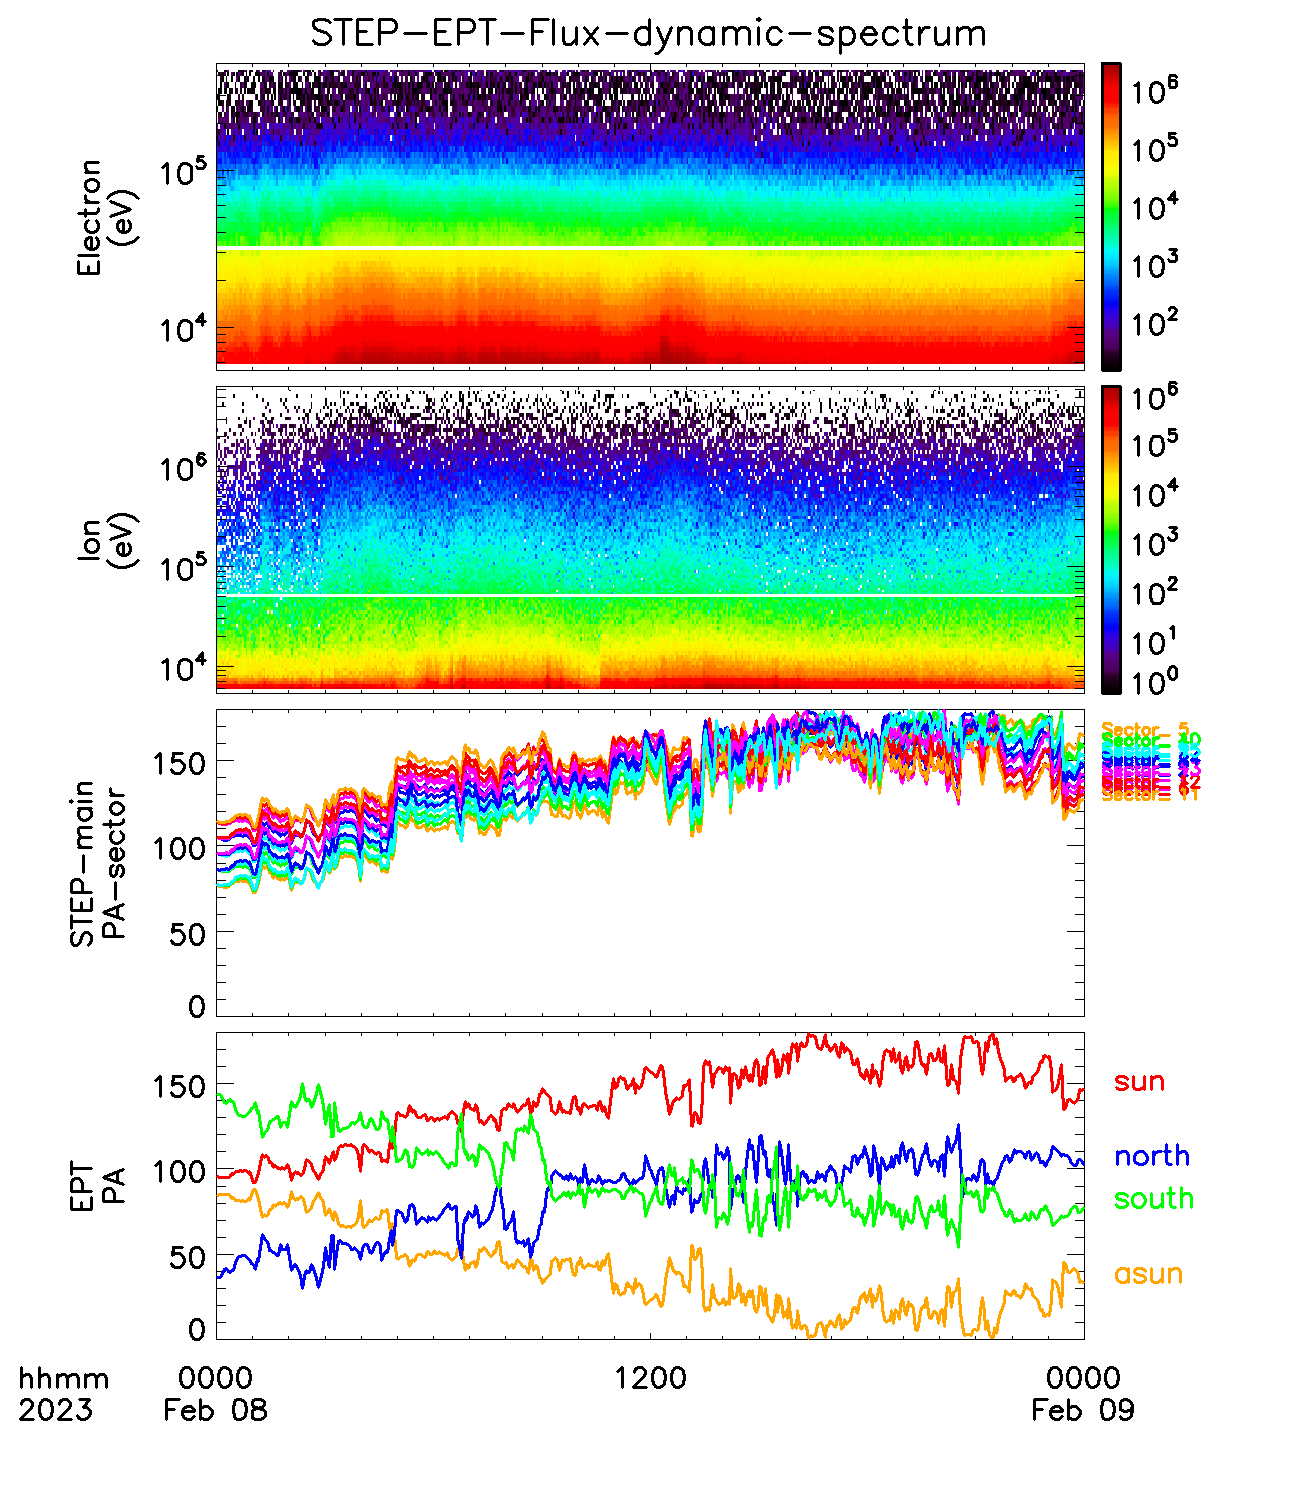 STEP-EPT-Flux-dynamic-spectrum
Electron
(eV)
10^5
10^4
10^6
10^5
10^4
10^3
10^2
Ion
(eV)
10^6
10^5
10^4
10^6
10^5
10^4
10^3
10^2
10^1
10^0
STEP-main
PA-sector
150
100
50
0
Sector_ 5
EPT
PA
150
100
50
0
sun
north
south
asun
hhmm 0000 1200 0000
2023 Feb 08 Feb 09